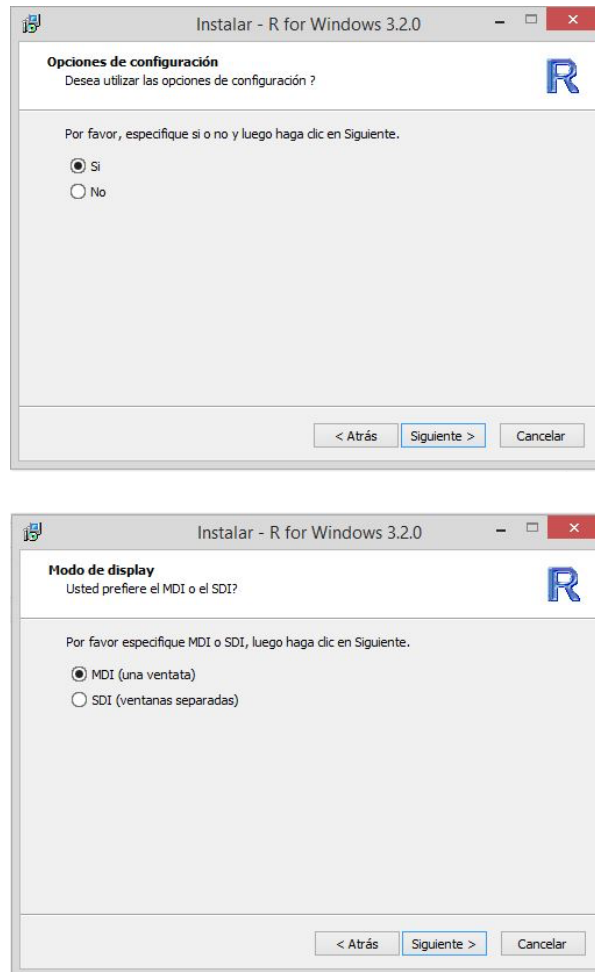 Instalar - R for Windows 3.2.0
Opciones de configuración
Desea utilizar las opciones de configuración ?
R
Por favor, especifique si o no y luego haga clic en Siguiente.
Si
No
< Atrás Siguiente > Cancelar
Instalar - R for Windows 3.2.0
Modo de display
Usted prefiere el MDI o el SDI?
R
Por favor especifique MDI o SDI, luego haga clic en Siguiente.
MDI (una ventata)
SDI (ventanas separadas)
< Atrás Siguiente > Cancelar